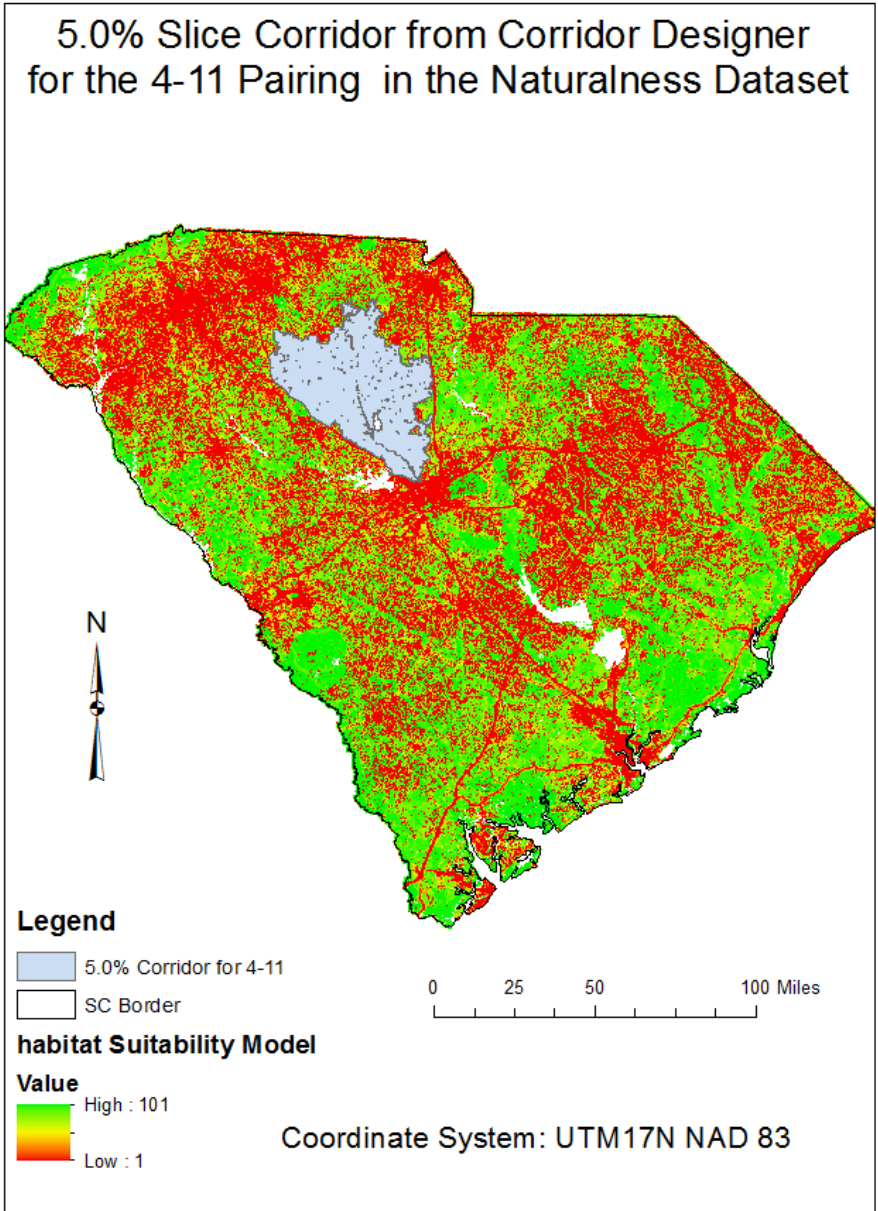 5.0% Slice Corridor from Corridor Designer
for the 4-11 Pairing in the Naturalness Dataset
N
Legend
5.0% Corridor for 4-11
SC Border
habitat Suitability Model
Value
High : 101
Low : 1
0 25 50 100 Miles
Coordinate System: UTM17N NAD 83